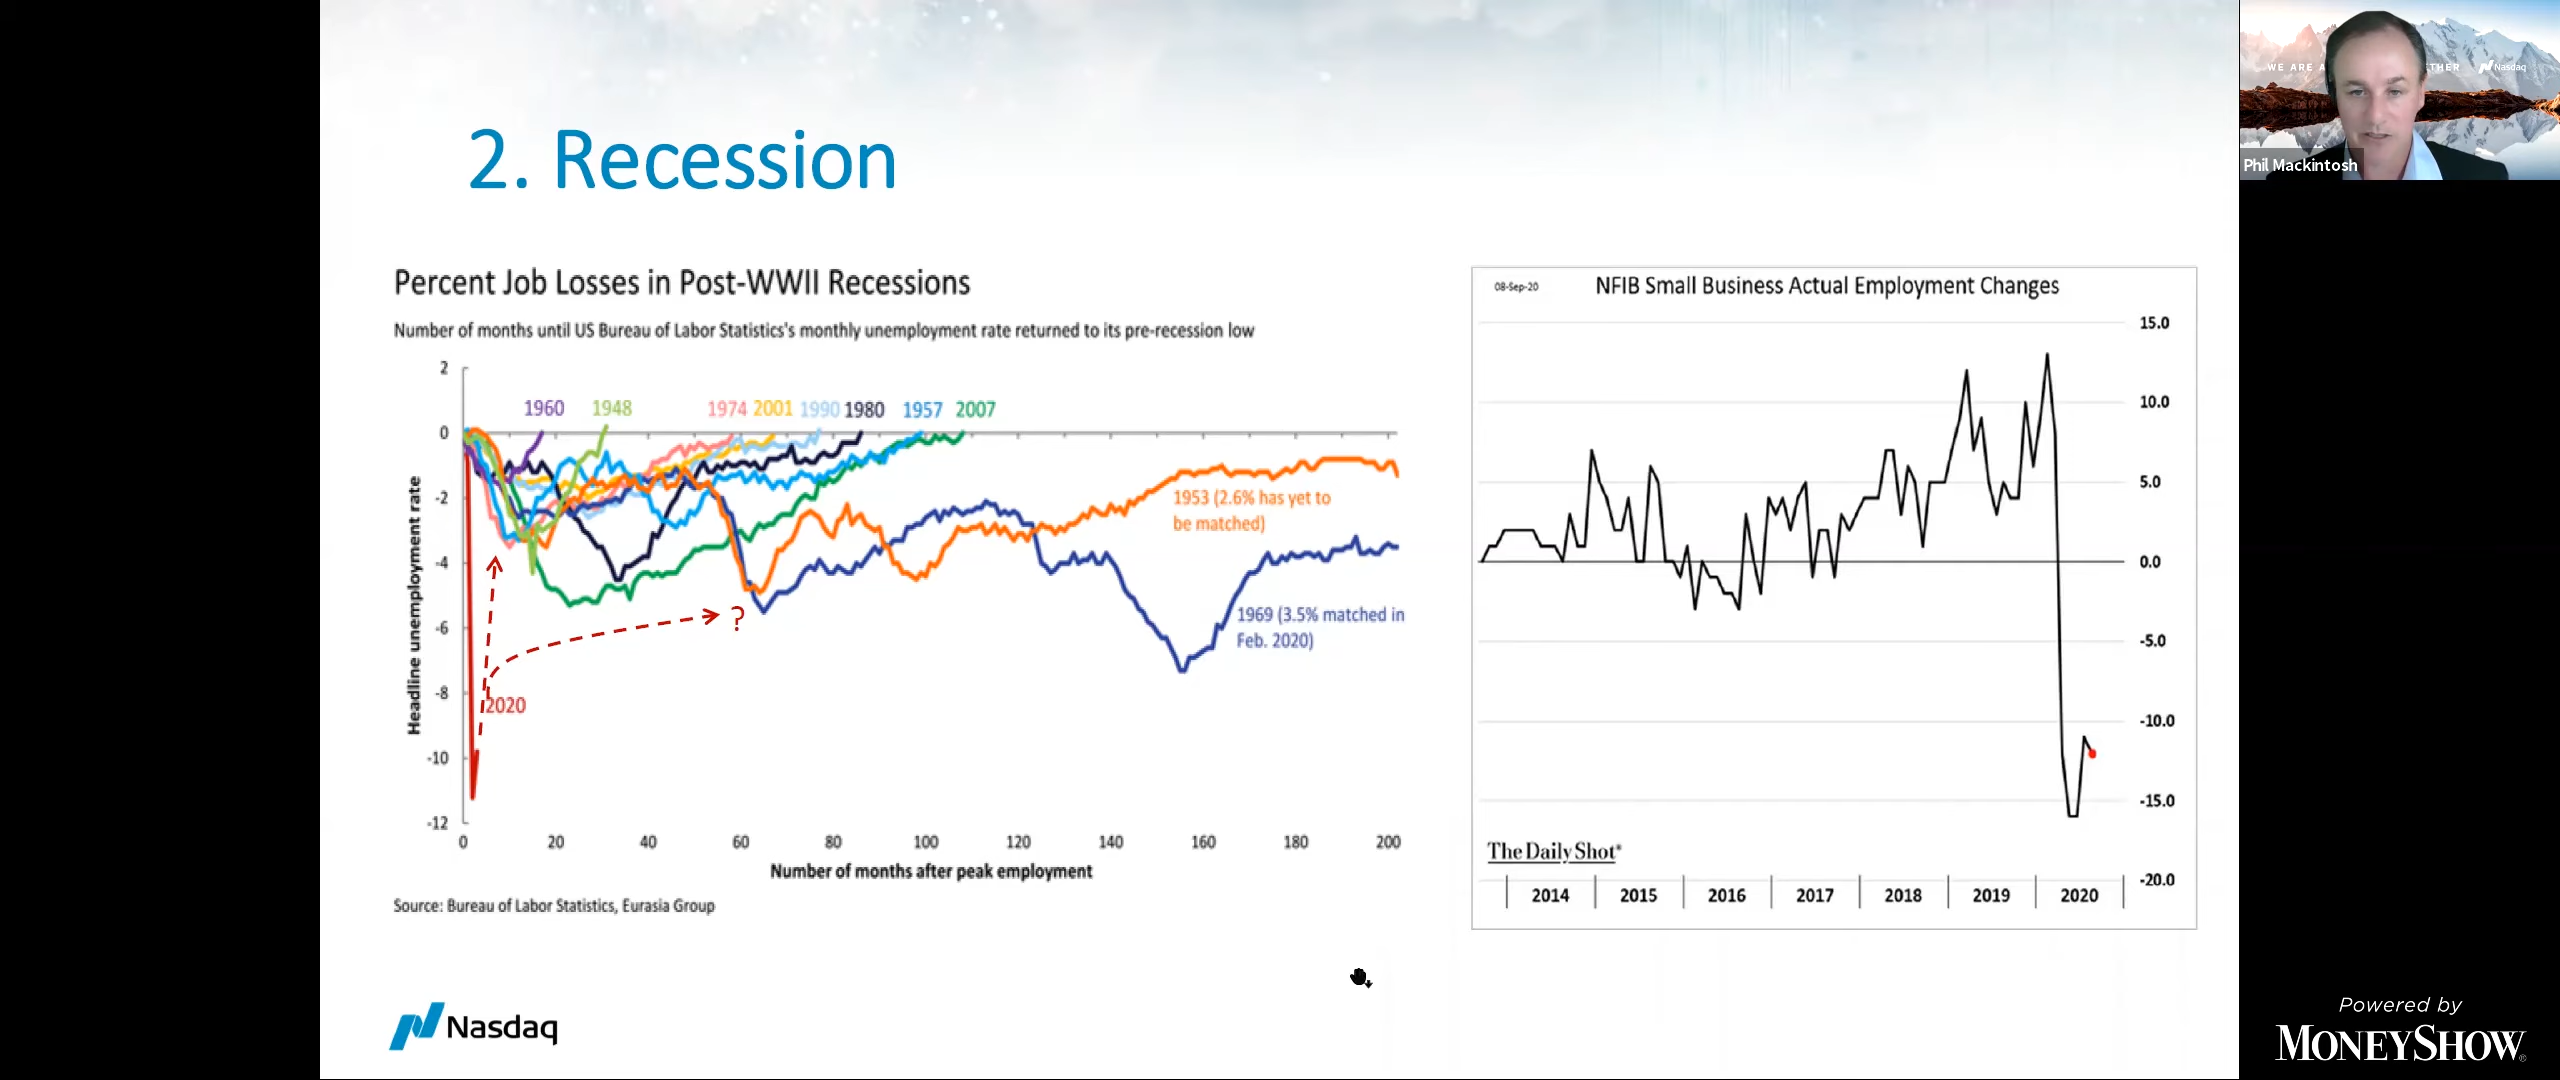 2. Recession
Percent Job Losses in Post-WWII Recessions
Number of months until US Bureau of Labor Statistics's monthly unemployment rate returned to its pre-recession low
Headline unemployment rate
2
0
-2
-4
-6
-8
-10
-12
1960
1948
1974
2001
1990
1980
1957
2007
1953 (2.6% has yet to
be matched)
1969 (3.5% matched in
Feb. 2020)
?
2020
0
20
40
60
80
100
120
140
160
180
200
Number of months after peak employment
Source: Bureau of Labor Statistics, Eurasia Group
Nasdaq
08-Sep-20
NFIB Small Business Actual Employment Changes
15.0
10.0
5.0
0.0
-5.0
-10.0
-15.0
-20.0
The Daily Shot®
2014
2015
2016
2017
2018
2019
2020
WE ARE A
THER
Nasdaq
Phil Mackintosh
Powered by
MONEYSHOW®